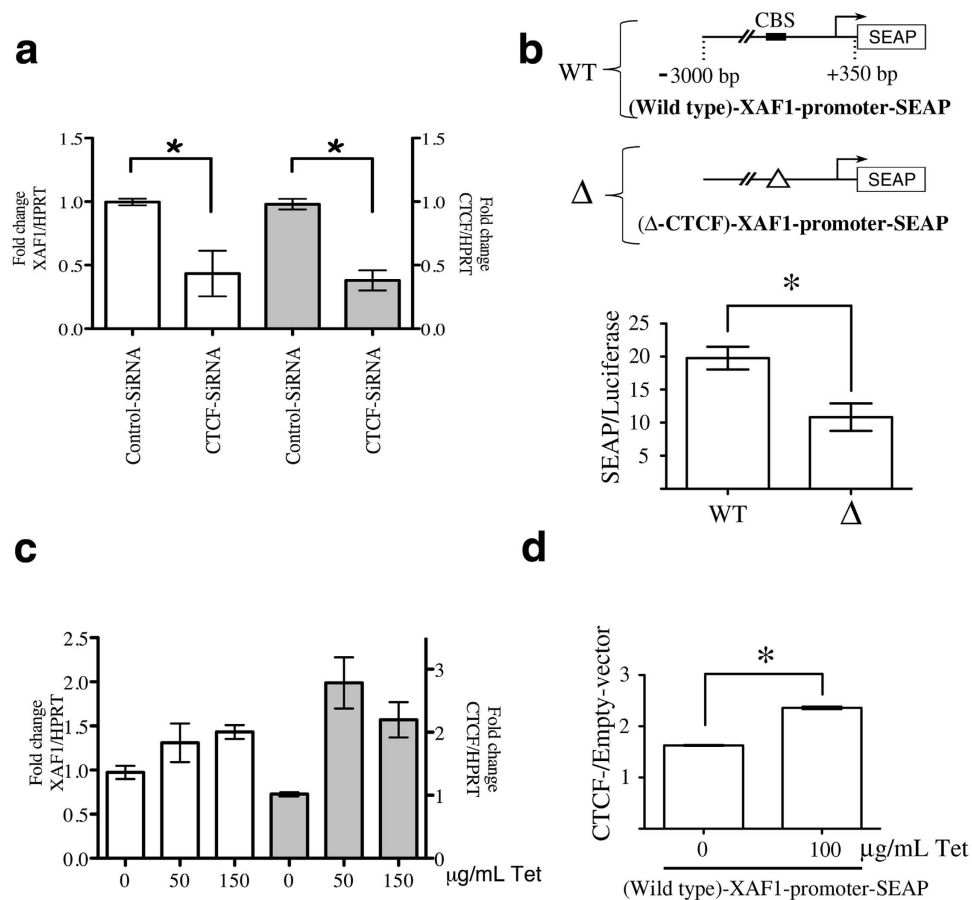 a
1.5
1.0
0.5
0.0
Fold change
XAF1/HPRT
1.5
1.0
0.5
0.0
Fold change
CTCF/HPRT
*
*
Control-SiRNA
CTCF-SiRNA
Control-SiRNA
CTCF-SiRNA
b
WT
CBS
SEAP
-3000 bp
+350 bp
(Wild type)-XAF1-promoter-SEAP
Δ
SEAP
(Δ-CTCF)-XAF1-promoter-SEAP
SEAP/Luciferase
25
20
15
10
5
*
WT
Δ
c
Fold change
XAF1/HPRT
2.5
2.0
1.5
1.0
0.5
0.0
3
2
1
0
Fold change
CTCF/HPRT
0
50
150
0
50
150
μg/mL Tet
d
CTCF-/Empty-vector
3
2
1
*
0
100
μg/mL Tet
(Wild type)-XAF1-promoter-SEAP